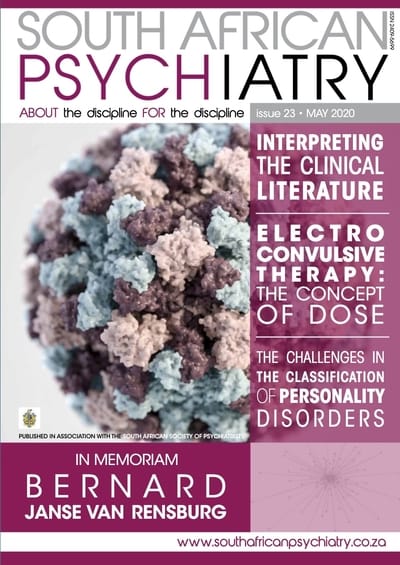 SOUTH AFRICAN
PSYCHIATRY
ABOUT the discipline FOR the discipline
issue 23 • MAY 2020
INTERPRETING
THE CLINICAL
LITERATURE
ELECTRO
CONVULSIVE
THERAPY:
THE CONCEPT
OF DOSE
THE CHALLENGES IN
THE CLASSIFICATION
OF PERSONALITY
DISORDERS
PUBLISHED IN ASSOCIATION WITH THE SOUTH AFRICAN SOCIETY OF PSYCHIATRISTS
IN MEMORIAM
BERNARD
JANSE VAN RENSBURG
www.southafricanpsychiatry.co.za